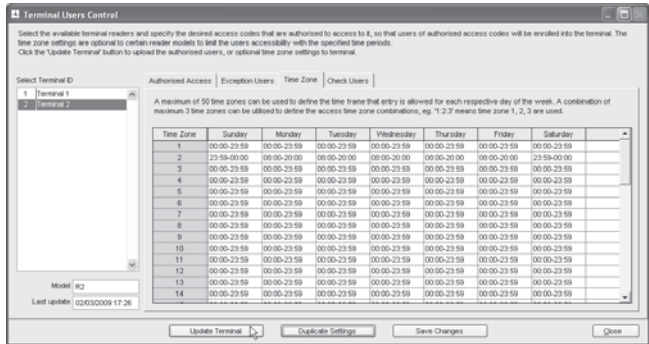 Terminal Users Control
Select the available terminal readers and specify the desired access codes that are authorised to access to it, so that users of authorised access codes will be enrolled into the terminal. The
time zone settings are optional to certain reader models to limit the users accessibility with the specified time periods.
Click the 'Update Terminal' button to upload the authorised users, or optional time zone settings to terminal.
Select Terminal ID
1 Terminal 1
2 Terminal 2
Authorised Access Exception Users Time Zone Check Users
A maximum of 50 time zones can be used to define the time frame that entry is allowed for each respective day of the week. A combination of
maximum 3 time zones can be utilised to define the access time zone combinations, eg. '1:2:3' means time zone 1, 2, 3 are used.
Time Zone Sunday Monday Tuesday Wednesday Thursday Friday Saturday
1 00:00-23:59 00:00-23:59 00:00-23:59 00:00-23:59 00:00-23:59 00:00-23:59 00:00-23:59
2 23:59-00:00 08:00-20:00 08:00-20:00 08:00-20:00 08:00-20:00 08:00-20:00 23:59-00:00
3 00:00-23:59 00:00-23:59 00:00-23:59 00:00-23:59 00:00-23:59 00:00-23:59 00:00-23:59
4 00:00-23:59 00:00-23:59 00:00-23:59 00:00-23:59 00:00-23:59 00:00-23:59 00:00-23:59
5 00:00-23:59 00:00-23:59 00:00-23:59 00:00-23:59 00:00-23:59 00:00-23:59 00:00-23:59
6 00:00-23:59 00:00-23:59 00:00-23:59 00:00-23:59 00:00-23:59 00:00-23:59 00:00-23:59
7 00:00-23:59 00:00-23:59 00:00-23:59 00:00-23:59 00:00-23:59 00:00-23:59 00:00-23:59
8 00:00-23:59 00:00-23:59 00:00-23:59 00:00-23:59 00:00-23:59 00:00-23:59 00:00-23:59
9 00:00-23:59 00:00-23:59 00:00-23:59 00:00-23:59 00:00-23:59 00:00-23:59 00:00-23:59
10 00:00-23:59 00:00-23:59 00:00-23:59 00:00-23:59 00:00-23:59 00:00-23:59 00:00-23:59
11 00:00-23:59 00:00-23:59 00:00-23:59 00:00-23:59 00:00-23:59 00:00-23:59 00:00-23:59
12 00:00-23:59 00:00-23:59 00:00-23:59 00:00-23:59 00:00-23:59 00:00-23:59 00:00-23:59
13 00:00-23:59 00:00-23:59 00:00-23:59 00:00-23:59 00:00-23:59 00:00-23:59 00:00-23:59
14 00:00-23:59 00:00-23:59 00:00-23:59 00:00-23:59 00:00-23:59 00:00-23:59 00:00-23:59
Model R2
Last update 02/03/2009 17:26
Update Terminal Duplicate Settings Save Changes Close